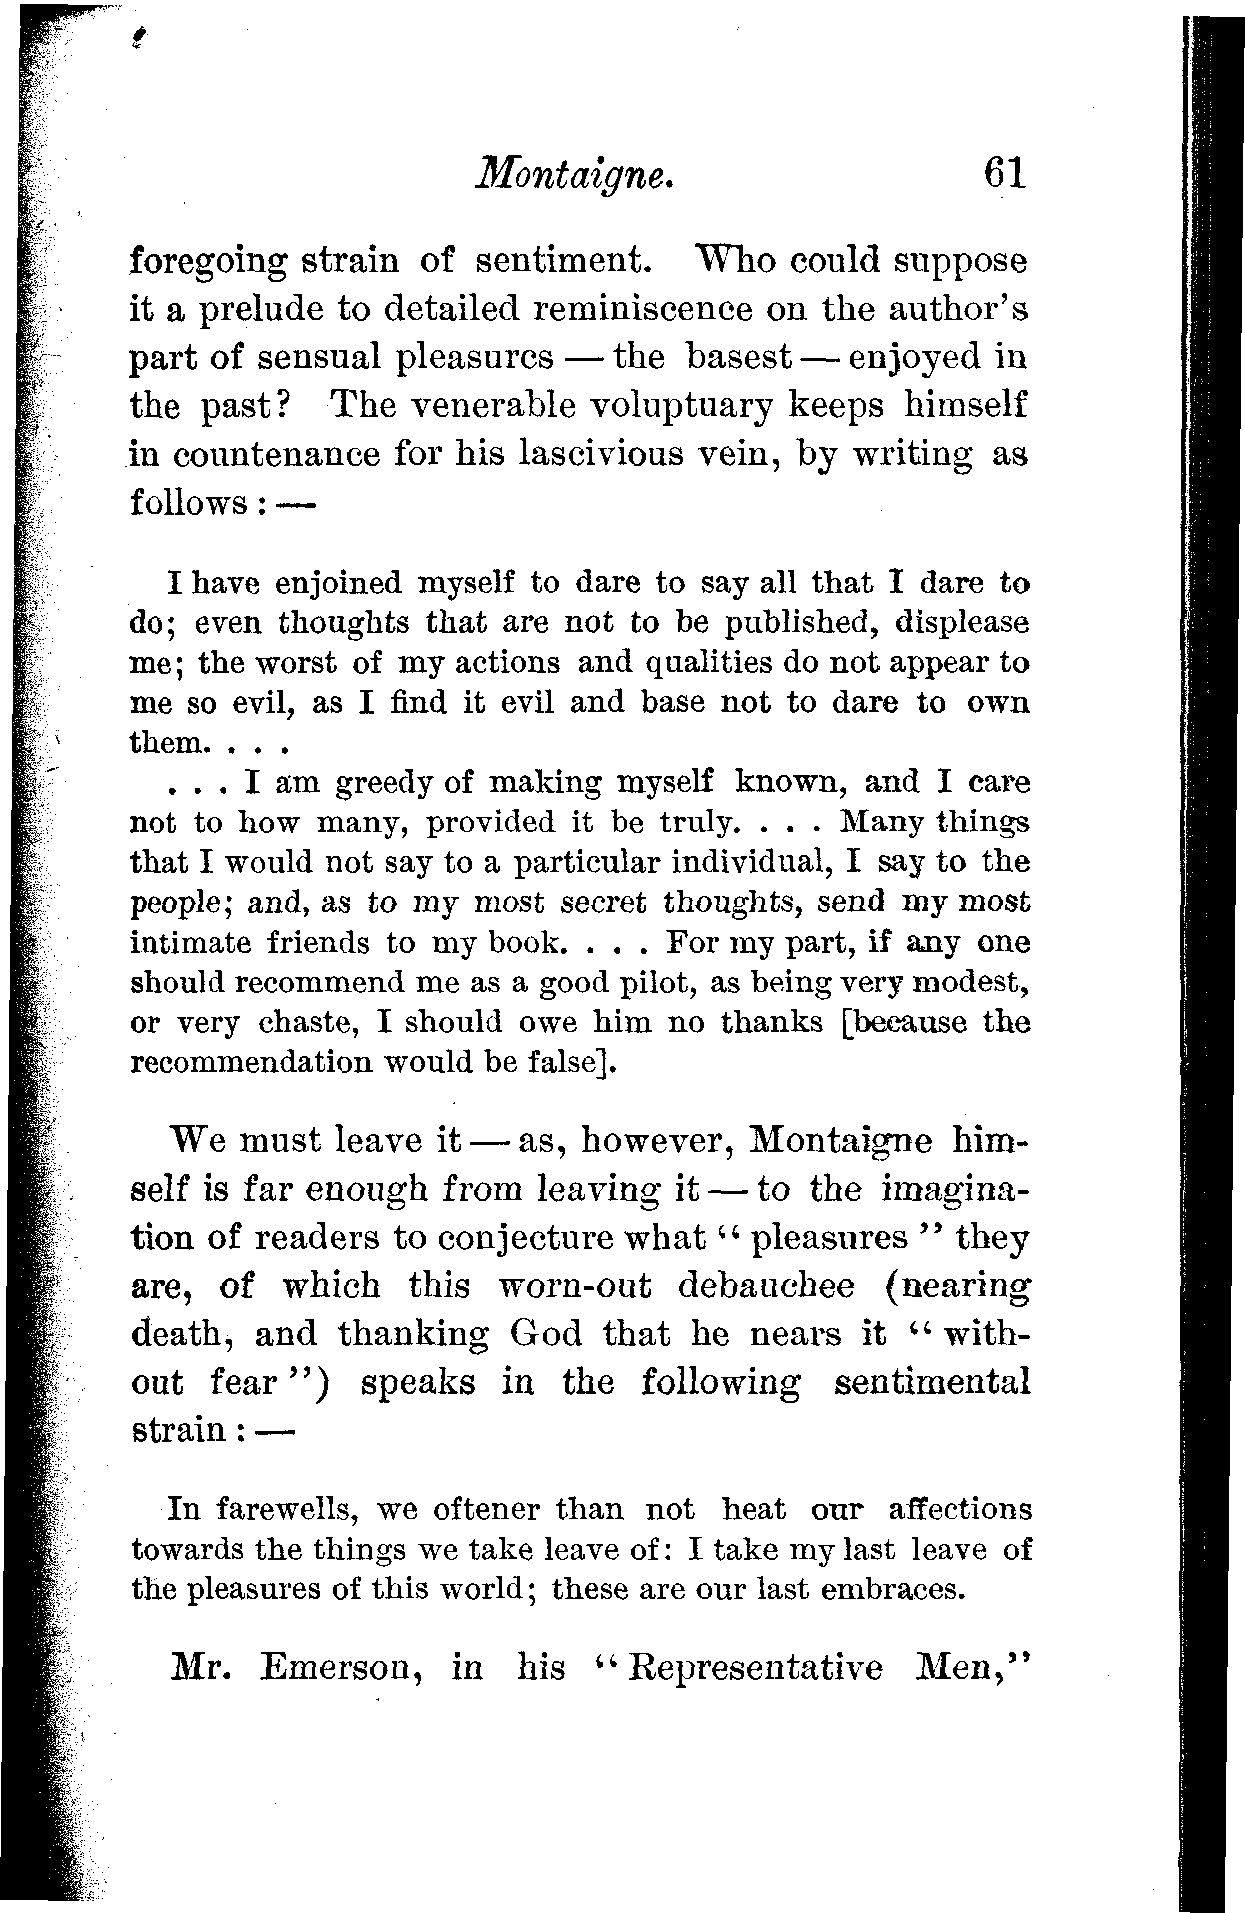 Montaigne. 61
foregoing strain of sentiment. Who could suppose
it a prelude to detailed reminiscence on the author's
part of sensual pleasures — the basest — enjoyed in
the past? The venerable voluptuary keeps himself
in countenance for his lascivious vein, by writing as
follows : —
I have enjoined myself to dare to say all that I dare to
do; even thoughts that are not to be published, displease
me; the worst of my actions and qualities do not appear to
me so evil, as I find it evil and base not to dare to own
them. . . .
. . . I am greedy of making myself known, and I care
not to how many, provided it be truly. . . . Many things
that I would not say to a particular individual, I say to the
people; and, as to my most secret thoughts, send my most
intimate friends to my book. . . . For my part, if any one
should recommend me as a good pilot, as being very modest,
or very chaste, I should owe him no thanks [because the
recommendation would be false].
We must leave it — as, however, Montaigne him-
self is far enough from leaving it — to the imagina-
tion of readers to conjecture what “ pleasures ” they
are, of which this worn-out debauchee (nearing
death, and thanking God that he nears it “ with-
out fear ”) speaks in the following sentimental
strain : —
In farewells, we oftener than not heat our affections
towards the things we take leave of: I take my last leave of
the pleasures of this world; these are our last embraces.
Mr. Emerson, in his “ Representative Men,”